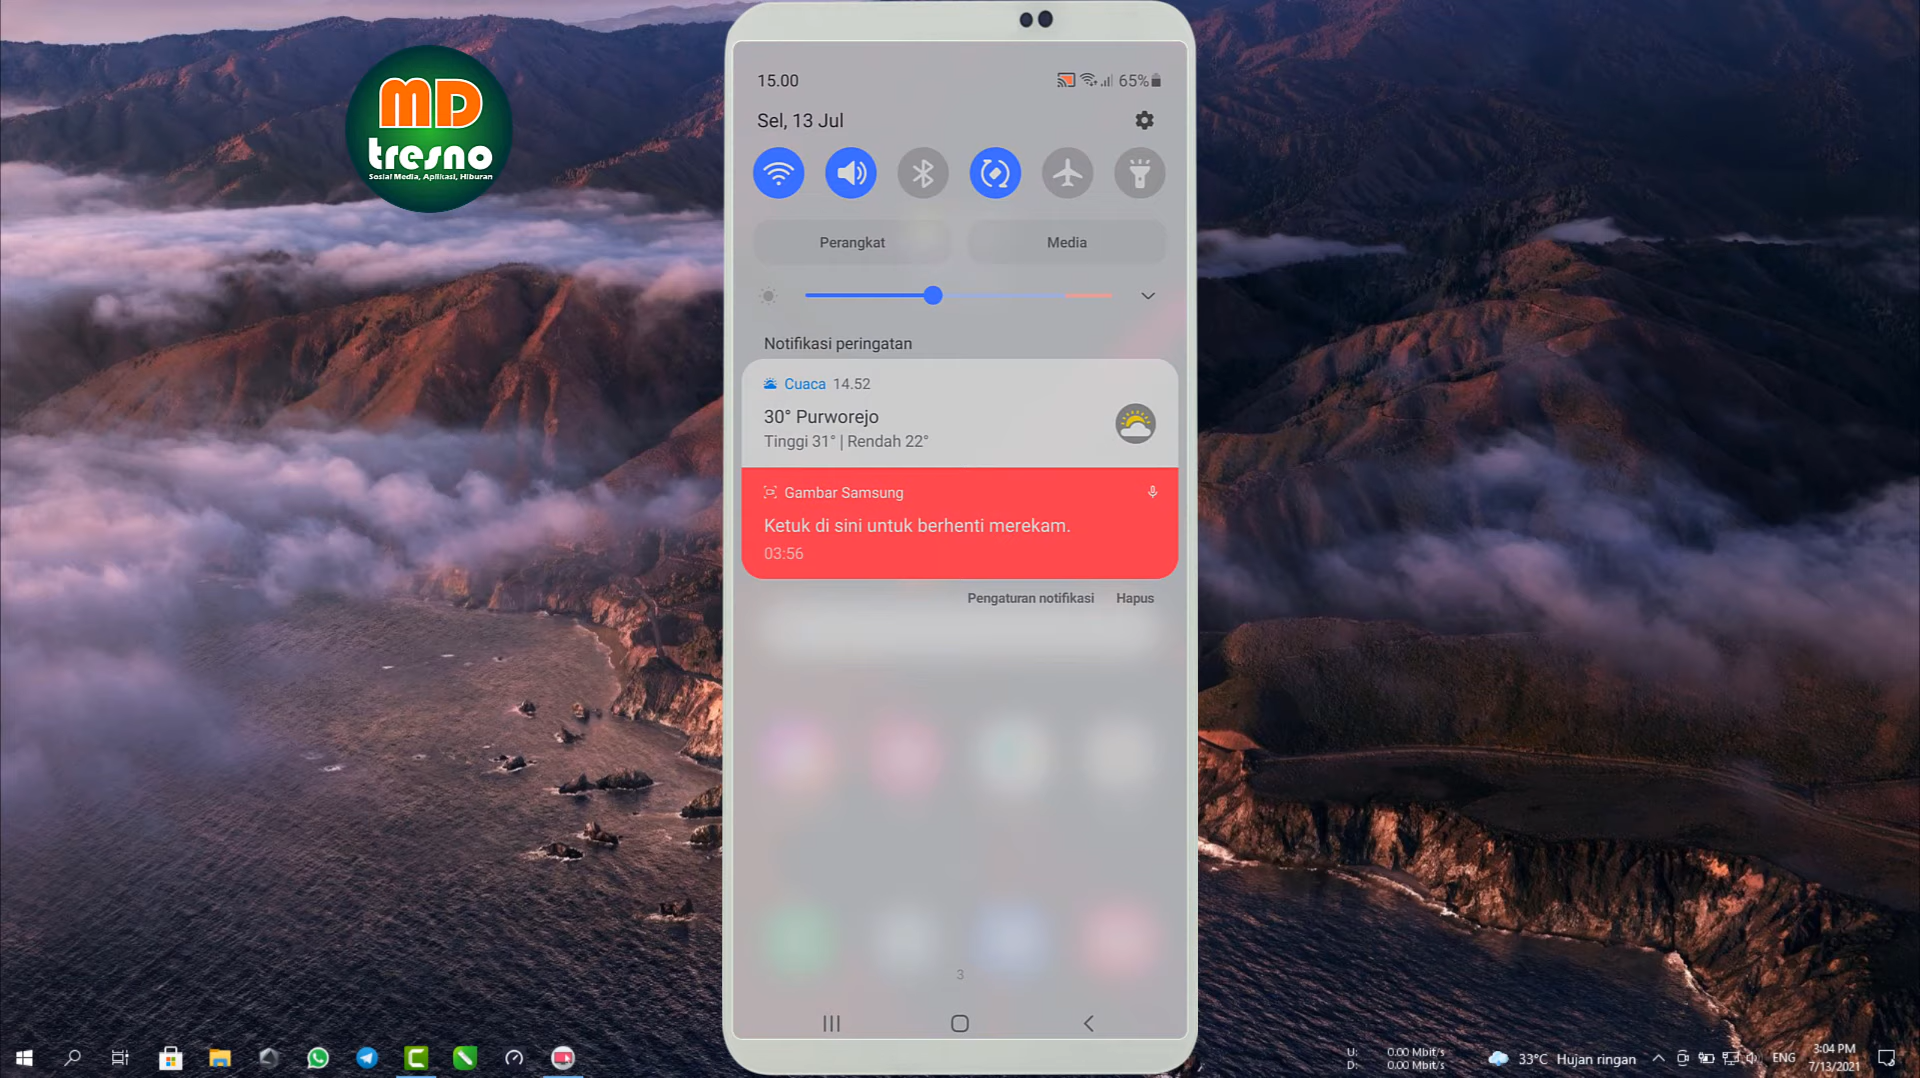 MD
tresno
Sosial Media, Aplikasi, Hiburan
15.00
65%
Sel, 13 Jul
Perangkat
Media
Notifikasi peringatan
Cuaca 14.52
30° Purworejo
Tinggi 31° | Rendah 22°
Gambar Samsung
Ketuk di sini untuk berhenti merekam.
03:56
Pengaturan notifikasi
Hapus
3
U: 0.00 Mbit/s
D: 0.00 Mbit/s
33°C Hujan ringan
ENG
3:04 PM
7/13/2021